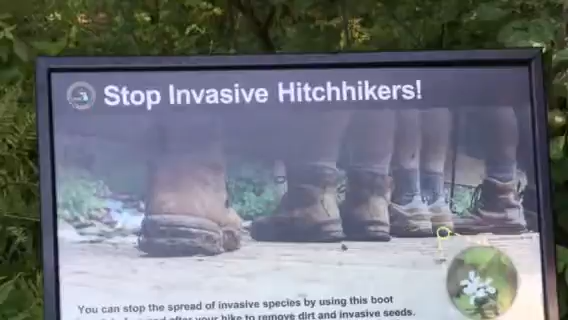 Stop Invasive Hitchhikers!
You can stop the spread of invasive species by using this boot
after your hike to remove dirt and invasive seeds.